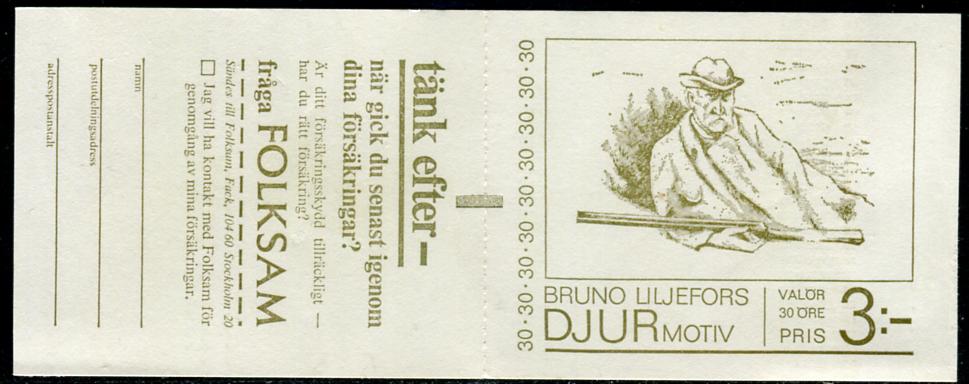 tänk efter–
när gick du senast igenom
dina försäkringar?
Är ditt försäkringsskydd tillräckligt —
har du rätt försäkring?
fråga FOLKSAM
Sändes till Folksam, Fack, 104 60 Stockholm 20
Jag vill ha kontakt med Folksam för
genomgång av mina försäkringar.
namn
postutdelningsadress
adresspostanstalt
30·30·30·30·30·30·30·30·30·30
BRUNO LILJEFORS
DJURMOTIV
VALÖR
30 ÖRE
PRIS
3:-